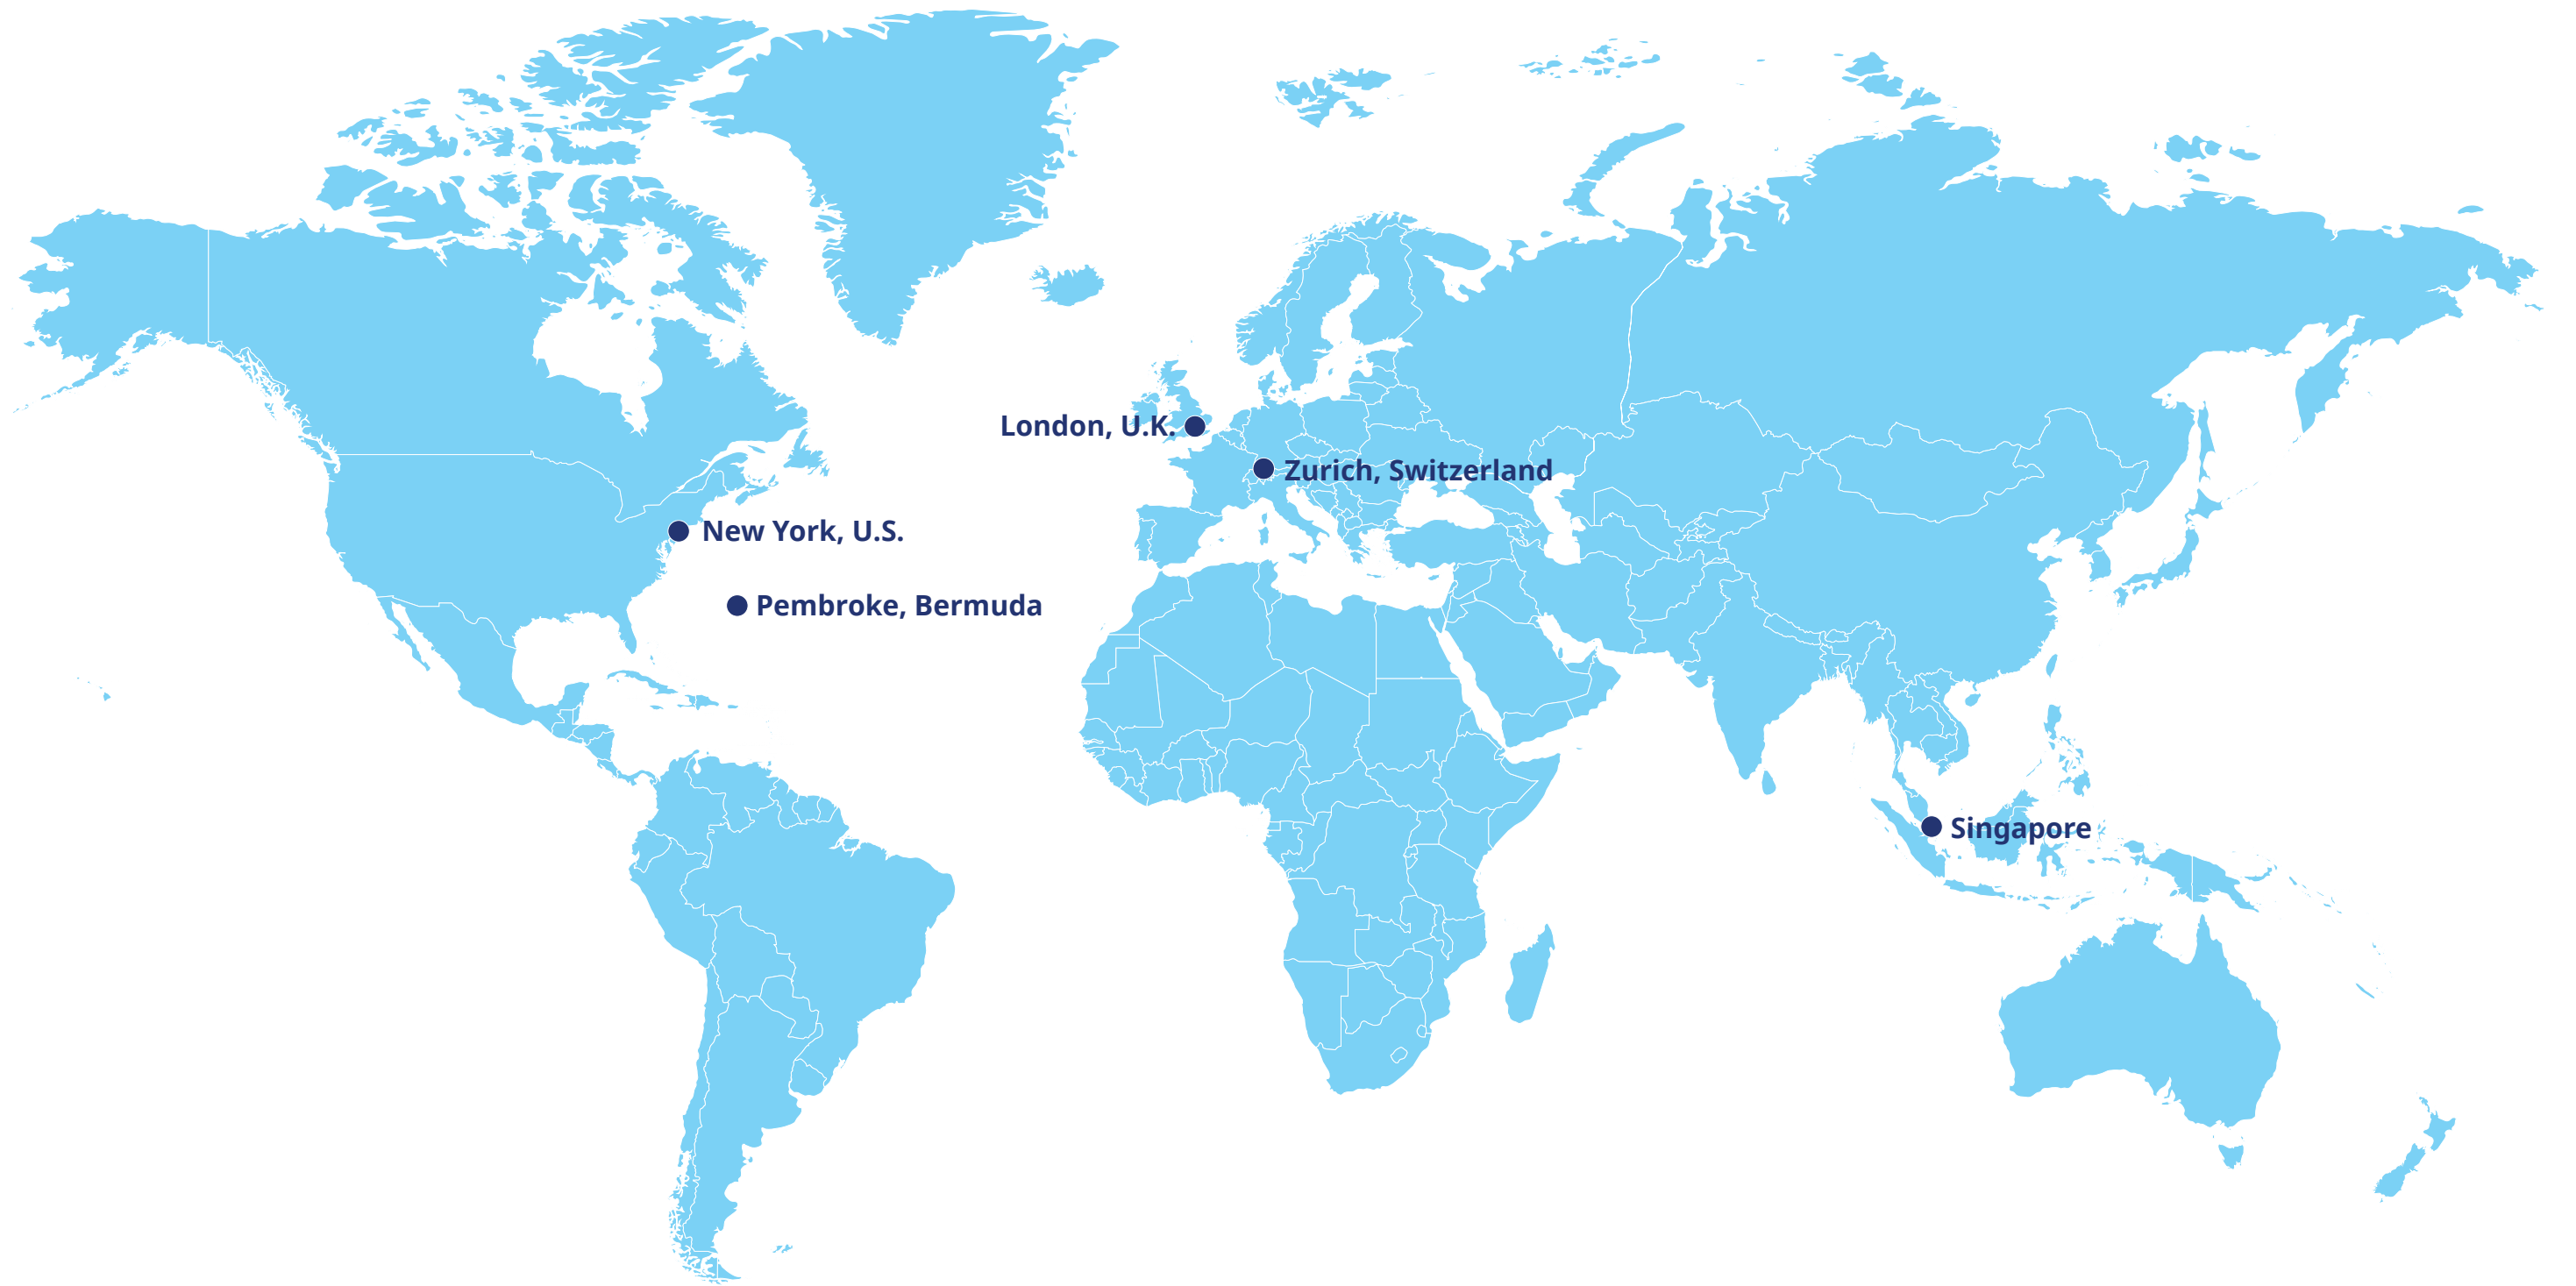 London, U.K.
Zurich, Switzerland
New York, U.S.
Pembroke, Bermuda
Singapore